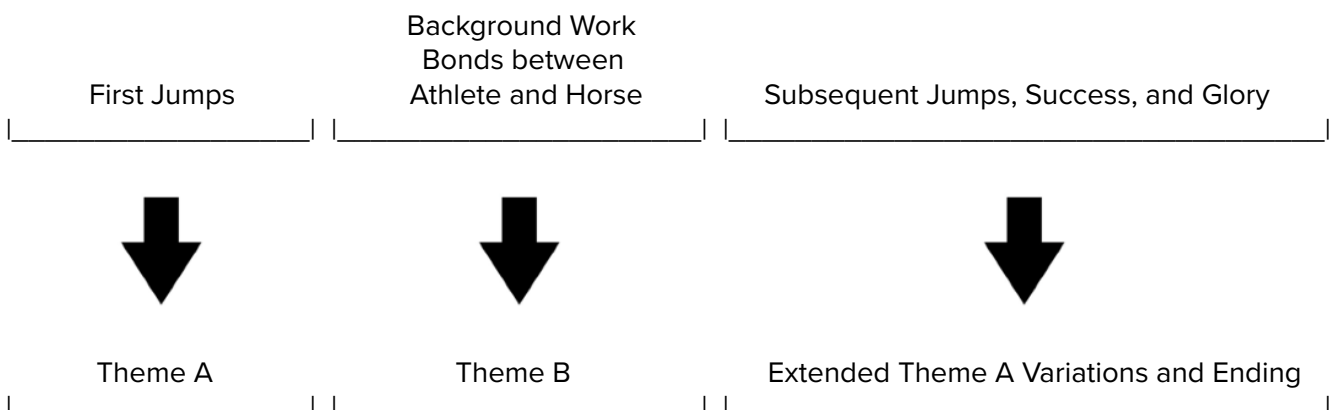 First Jumps
Background Work
Bonds between
Athlete and Horse
Subsequent Jumps, Success, and Glory
Theme A
Theme B
Extended Theme A Variations and Ending